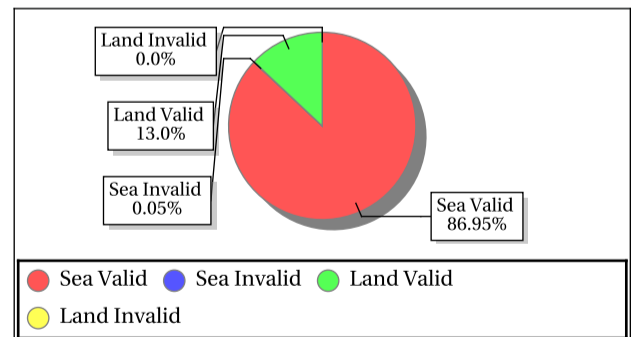 Land Invalid
0.0%
Land Valid
13.0%
Sea Invalid
0.05%
Sea Valid
86.95%
Sea Valid Sea Invalid Land Valid
Land Invalid